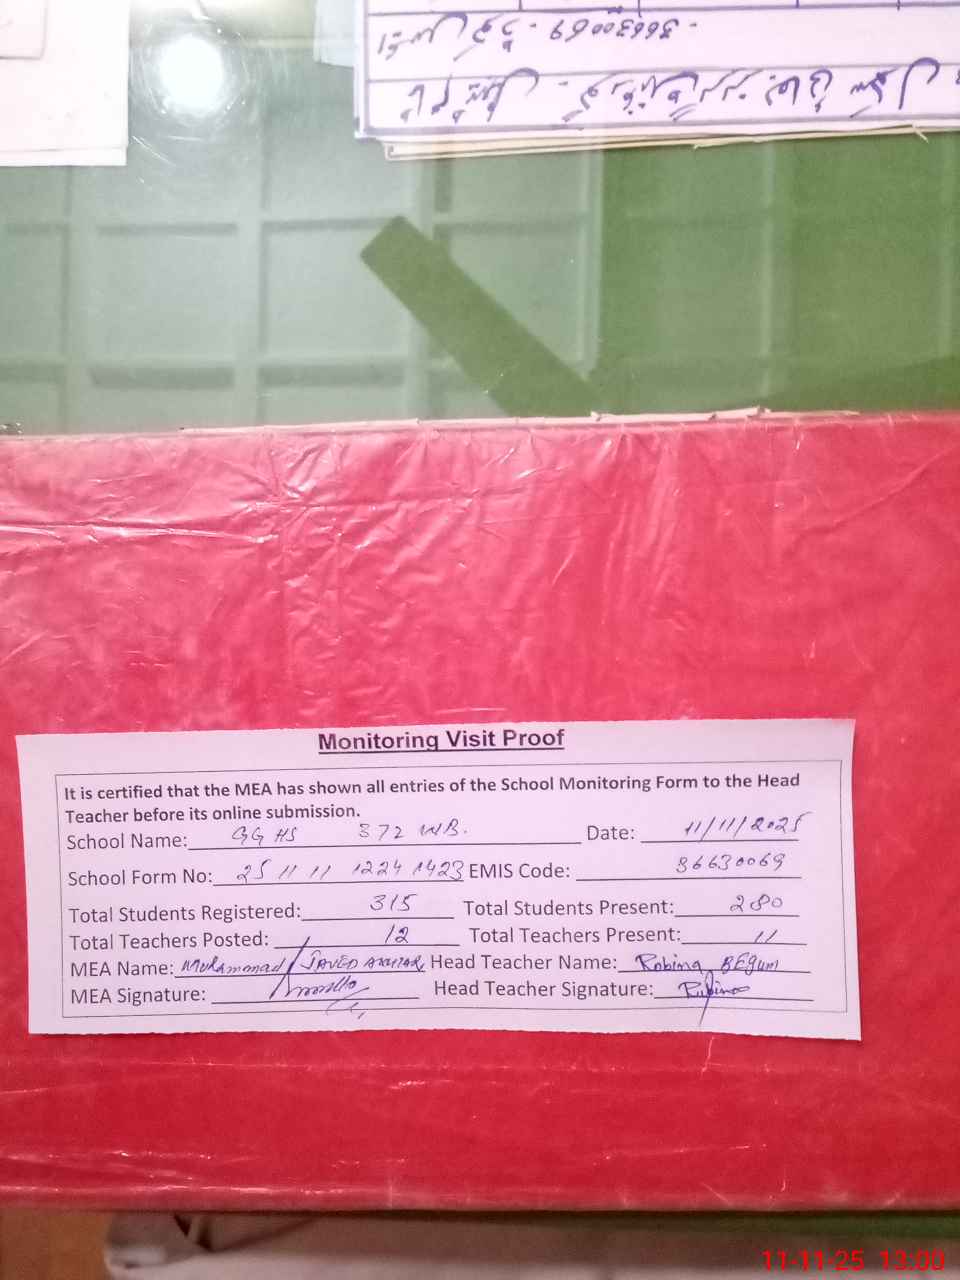 36630069
Monitoring Visit Proof
It is certified that the MEA has shown all entries of the School Monitoring Form to the Head
Teacher before its online submission.
School Name: GGHS 372 WB. Date: 11/11/2025
School Form No: 25 11 11 1224 1423 EMIS Code: 36630069
Total Students Registered: 315 Total Students Present: 280
Total Teachers Posted: 12 Total Teachers Present: 11
MEA Name: Muhammad JAVED AKHTAR Head Teacher Name: Robina BEgum
MEA Signature: Head Teacher Signature: Rubina
11-11-25 13:00